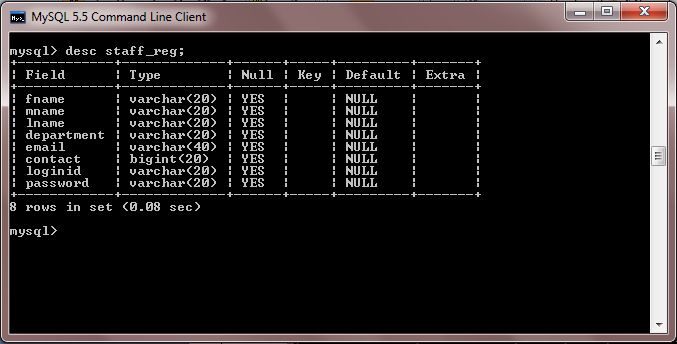 MySQL 5.5 Command Line Client
mysql> desc staff_reg;
+------------+-------------+------+-----+---------+-------+
¦ Field      ¦ Type        ¦ Null ¦ Key ¦ Default ¦ Extra ¦
+------------+-------------+------+-----+---------+-------+
¦ fname      ¦ varchar(20) ¦ YES  ¦     ¦ NULL    ¦       ¦
¦ mname      ¦ varchar(20) ¦ YES  ¦     ¦ NULL    ¦       ¦
¦ lname      ¦ varchar(20) ¦ YES  ¦     ¦ NULL    ¦       ¦
¦ department ¦ varchar(20) ¦ YES  ¦     ¦ NULL    ¦       ¦
¦ email      ¦ varchar(40) ¦ YES  ¦     ¦ NULL    ¦       ¦
¦ contact    ¦ bigint(20)  ¦ YES  ¦     ¦ NULL    ¦       ¦
¦ loginid    ¦ varchar(20) ¦ YES  ¦     ¦ NULL    ¦       ¦
¦ password   ¦ varchar(20) ¦ YES  ¦     ¦ NULL    ¦       ¦
+------------+-------------+------+-----+---------+-------+
8 rows in set (0.08 sec)
mysql>